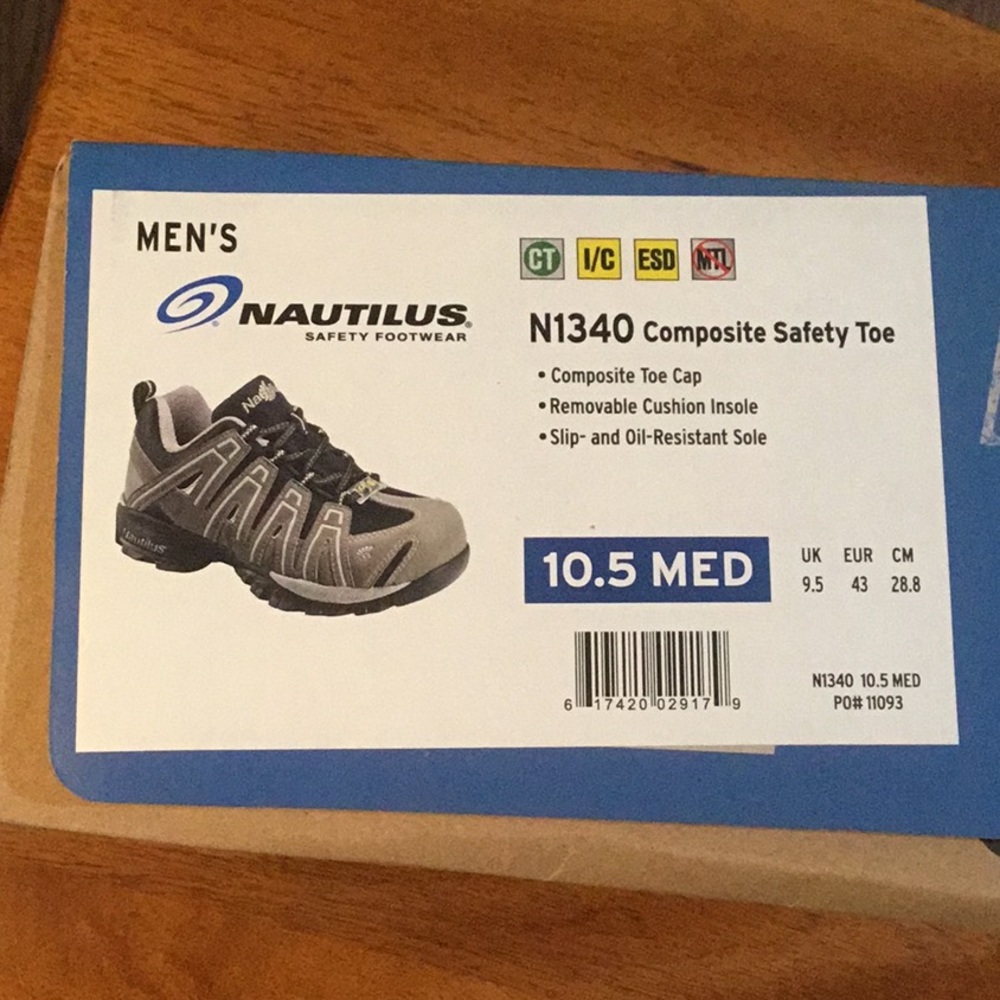 MEN'S
NAUTILUS®
SAFETY FOOTWEAR
CT I/C ESD MTL
N1340 Composite Safety Toe
• Composite Toe Cap
• Removable Cushion Insole
• Slip- and Oil-Resistant Sole
Nautilus
10.5 MED
UK EUR CM
9.5 43 28.8
6 17420 02917 9
N1340 10.5 MED
PO# 11093